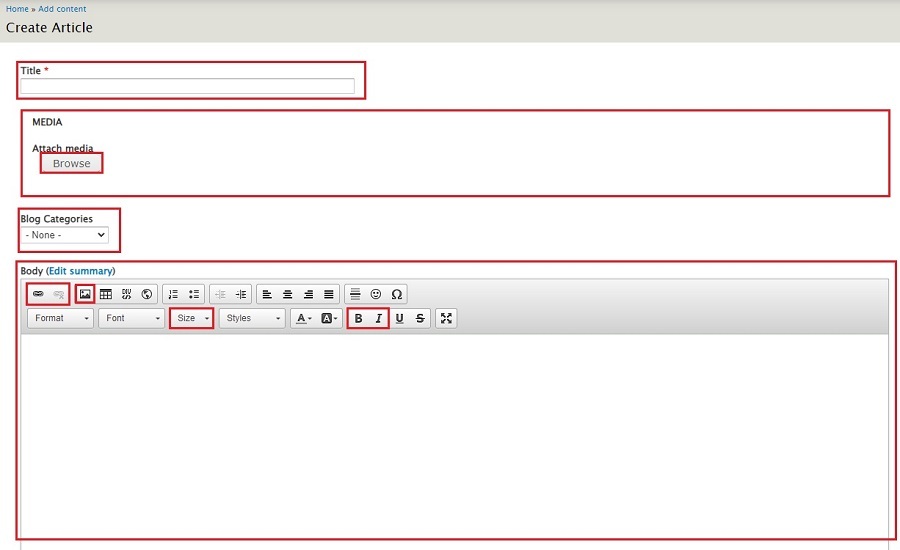 Home » Add content
Create Article
Title *
MEDIA
Attach media
Browse
Blog Categories
- None -
Body (Edit summary)
DIV
Format Font Size Styles A A B I U S